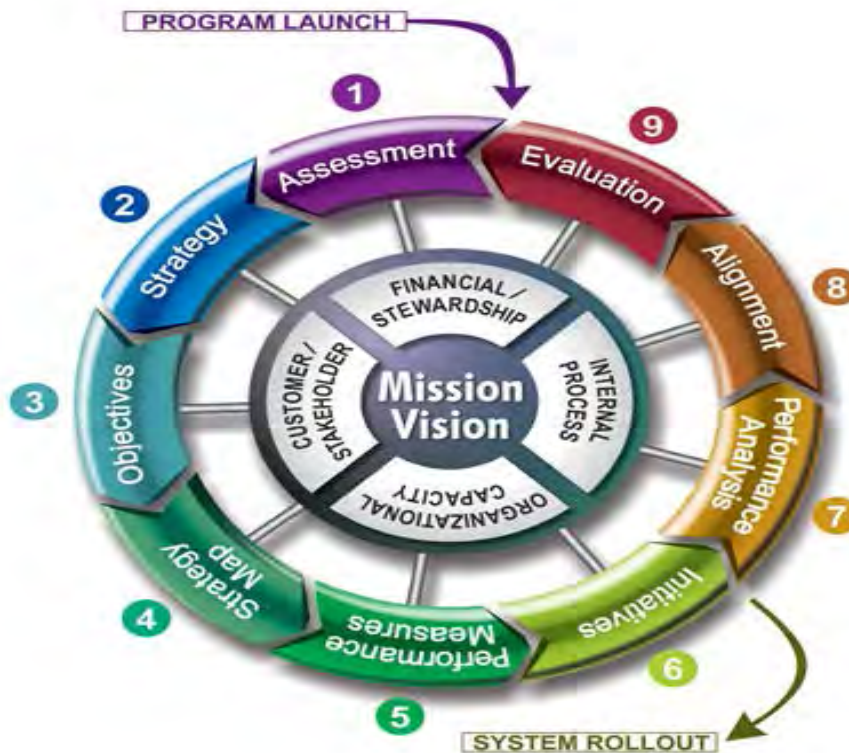 PROGRAM LAUNCH
1
Assessment
2
Strategy
3
Objectives
4
Strategy
Map
5
Performance
Measures
6
Initiatives
7
Performance
Analysis
8
Alignment
9
Evaluation
FINANCIAL/
STEWARDSHIP
CUSTOMER/
STAKEHOLDER
INTERNAL
PROCESS
ORGANIZATIONAL
CAPACITY
Mission
Vision
SYSTEM ROLLOUT